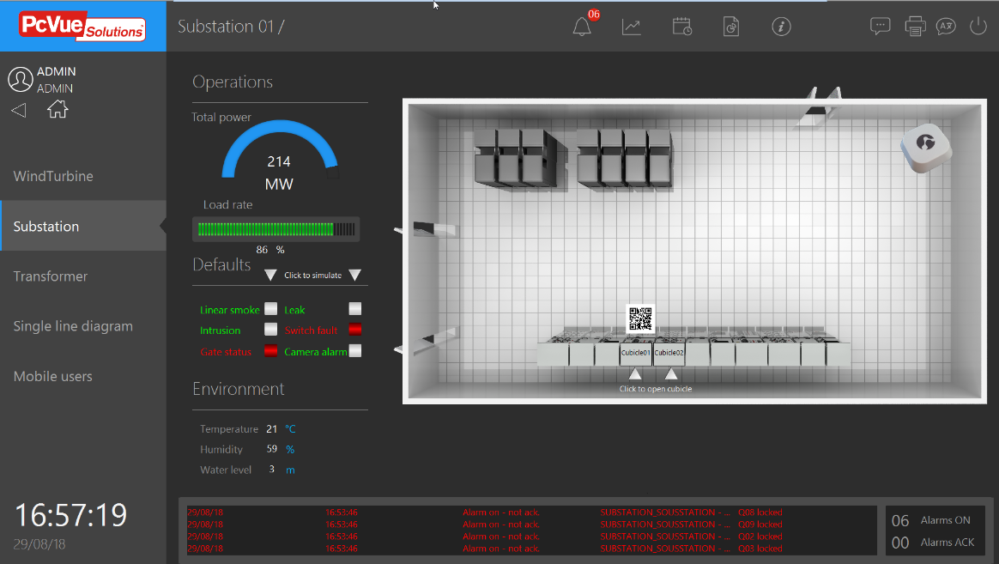 PcVue Solutions
Substation 01 /
06
ADMIN
ADMIN
WindTurbine
Substation
Transformer
Single line diagram
Mobile users
16:57:19
29/08/18
Operations
Total power
214
MW
Load rate
86 %
Defaults
Click to simulate
Linear smoke Leak
Intrusion Switch fault
Gate status Camera alarm
Environment
Temperature 21 °C
Humidity 59 %
Water level 3 m
Cubicle01 Cubicle02
Click to open cubicle
29/08/18 16:53:46 Alarm on - not ack. SUBSTATION_SOUSSTATION - ... Q08 locked
29/08/18 16:53:46 Alarm on - not ack. SUBSTATION_SOUSSTATION - ... Q09 locked
29/08/18 16:53:46 Alarm on - not ack. SUBSTATION_SOUSSTATION - ... Q02 locked
29/08/18 16:53:46 Alarm on - not ack. SUBSTATION_SOUSSTATION - ... Q03 locked
06 Alarms ON
00 Alarms ACK